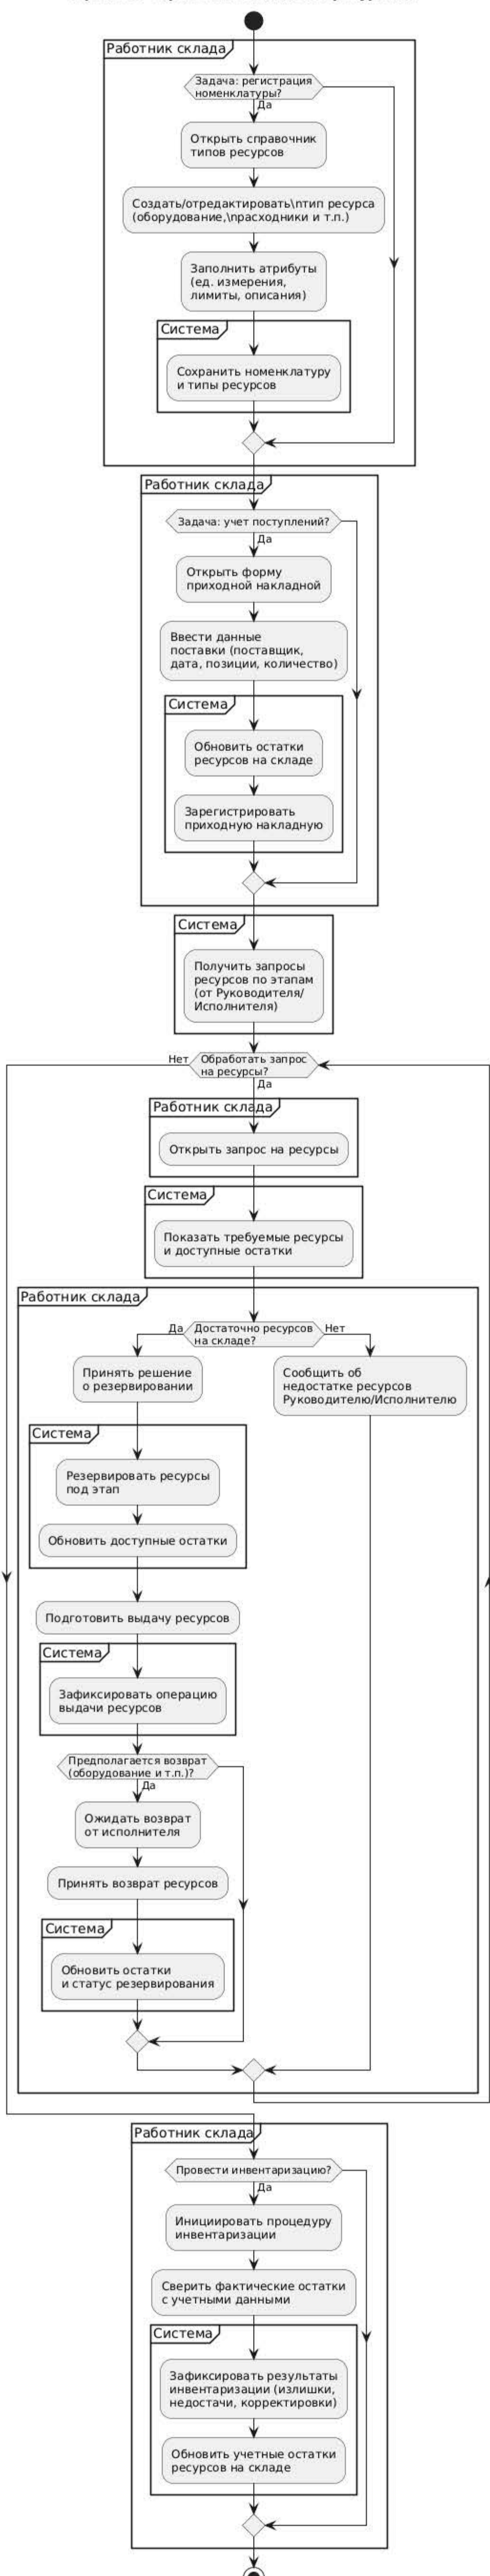 Работник склада
Задача: регистрация
номенклатуры?
Да
Открыть справочник
типов ресурсов
Создать/отредактировать\nтип ресурса
(оборудование,\nрасходники и т.п.)
Заполнить атрибуты
(ед. измерения,
лимиты, описания)
Система
Сохранить номенклатуру
и типы ресурсов
Работник склада
Задача: учет поступлений?
Да
Открыть форму
приходной накладной
Ввести данные
поставки (поставщик,
дата, позиции, количество)
Система
Обновить остатки
ресурсов на складе
Зарегистрировать
приходную накладную
Система
Получить запросы
ресурсов по этапам
(от Руководителя/
Исполнителя)
Нет
Обработать запрос
на ресурсы?
Да
Работник склада
Открыть запрос на ресурсы
Система
Показать требуемые ресурсы
и доступные остатки
Работник склада
Да
Достаточно ресурсов
на складе?
Нет
Принять решение
о резервировании
Сообщить об
недостатке ресурсов
Руководителю/Исполнителю
Система
Резервировать ресурсы
под этап
Обновить доступные остатки
Подготовить выдачу ресурсов
Система
Зафиксировать операцию
выдачи ресурсов
Предполагается возврат
(оборудование и т.п.)?
Да
Ожидать возврат
от исполнителя
Принять возврат ресурсов
Система
Обновить остатки
и статус резервирования
Работник склада
Провести инвентаризацию?
Да
Инициировать процедуру
инвентаризации
Сверить фактические остатки
с учетными данными
Система
Зафиксировать результаты
инвентаризации (излишки,
недостачи, корректировки)
Обновить учетные остатки
ресурсов на складе